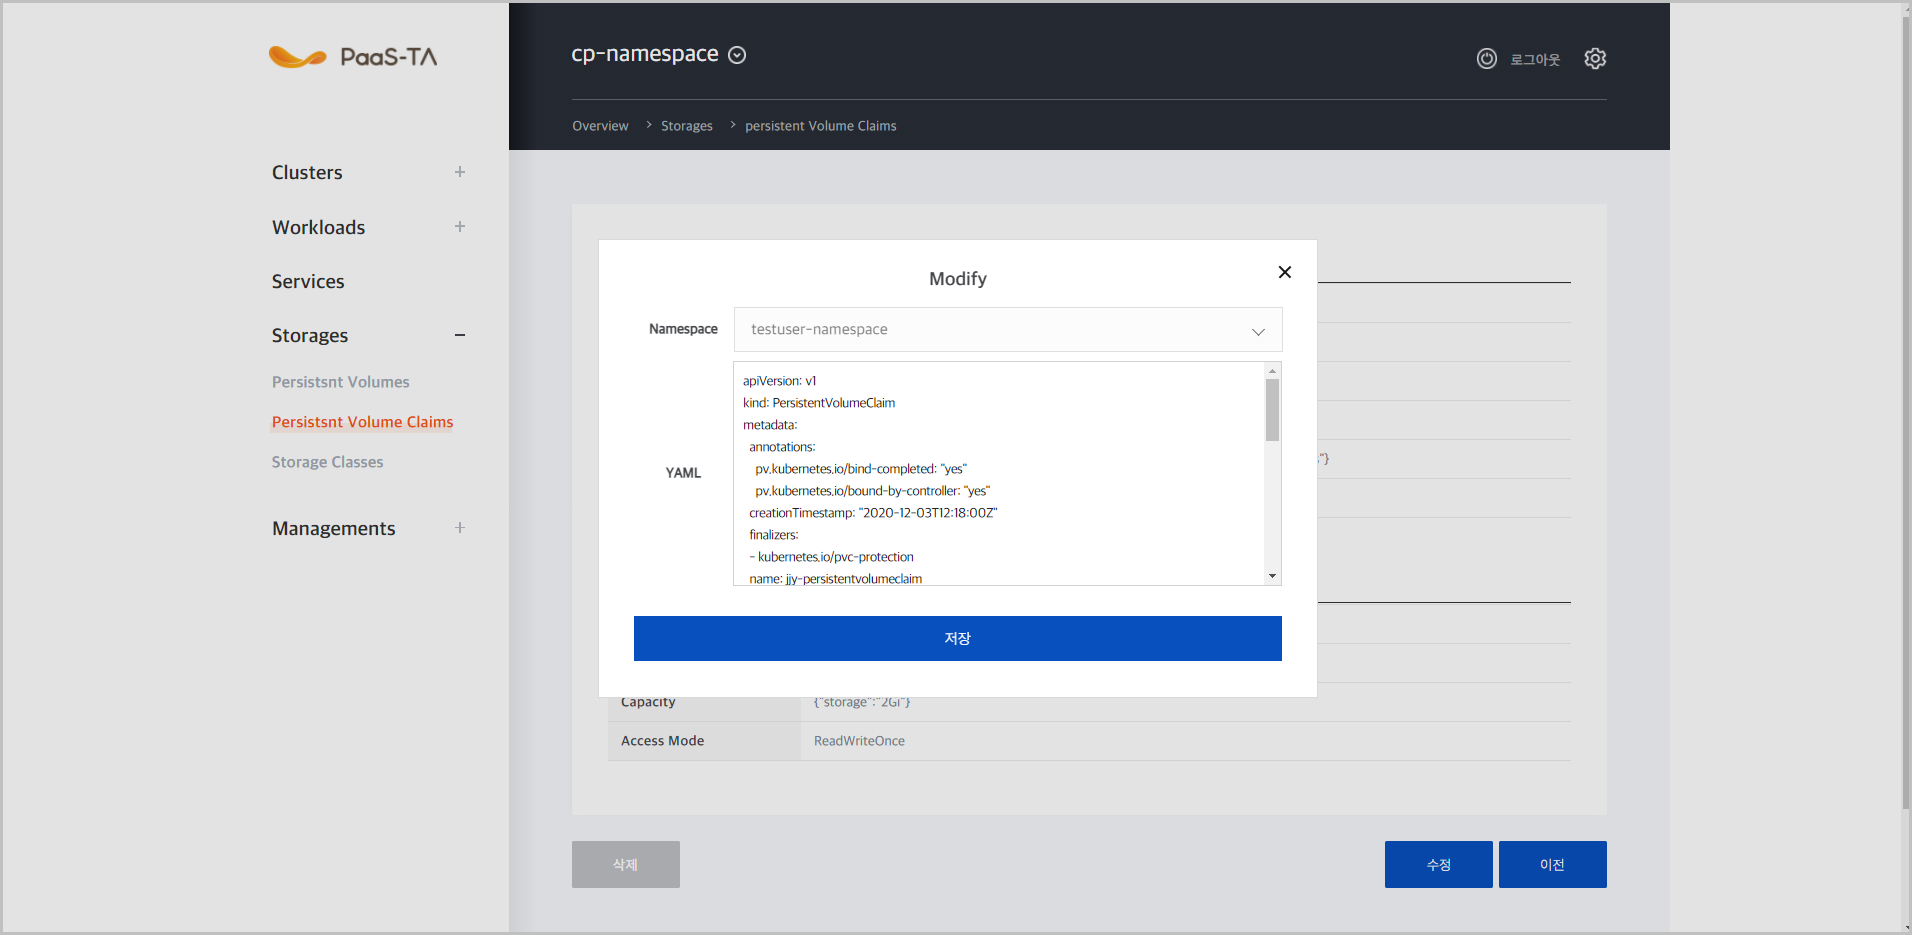 PaaS-TA
cp-namespace
로그아웃
Overview > Storages > persistent Volume Claims
Clusters +
Workloads +
Services
Storages −
Persistsnt Volumes
Persistsnt Volume Claims
Storage Classes
Managements +
Modify
Namespace
testuser-namespace
YAML
apiVersion: v1
kind: PersistentVolumeClaim
metadata:
annotations:
pv.kubernetes.io/bind-completed: "yes"
pv.kubernetes.io/bound-by-controller: "yes"
creationTimestamp: "2020-12-03T12:18:00Z"
finalizers:
- kubernetes.io/pvc-protection
name: jjy-persistentvolumeclaim
저장
"}
Capacity {"storage":"2Gi"}
Access Mode ReadWriteOnce
삭제
수정
이전